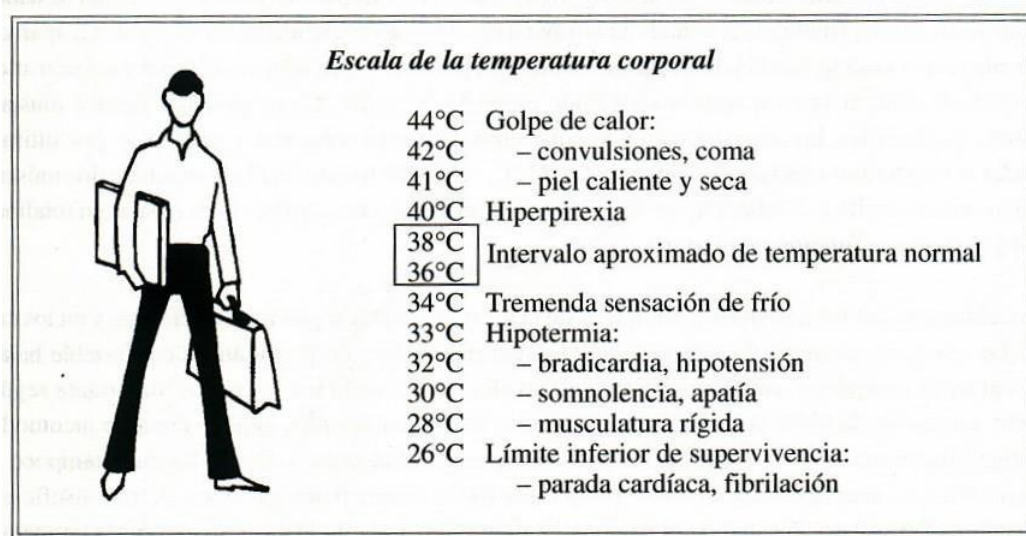 Escala de la temperatura corporal
44°C Golpe de calor:
42°C – convulsiones, coma
41°C – piel caliente y seca
40°C Hiperpirexia
38°C
Intervalo aproximado de temperatura normal
36°C
34°C Tremenda sensación de frío
33°C Hipotermia:
32°C – bradicardia, hipotensión
30°C – somnolencia, apatía
28°C – musculatura rígida
26°C Límite inferior de supervivencia:
– parada cardíaca, fibrilación